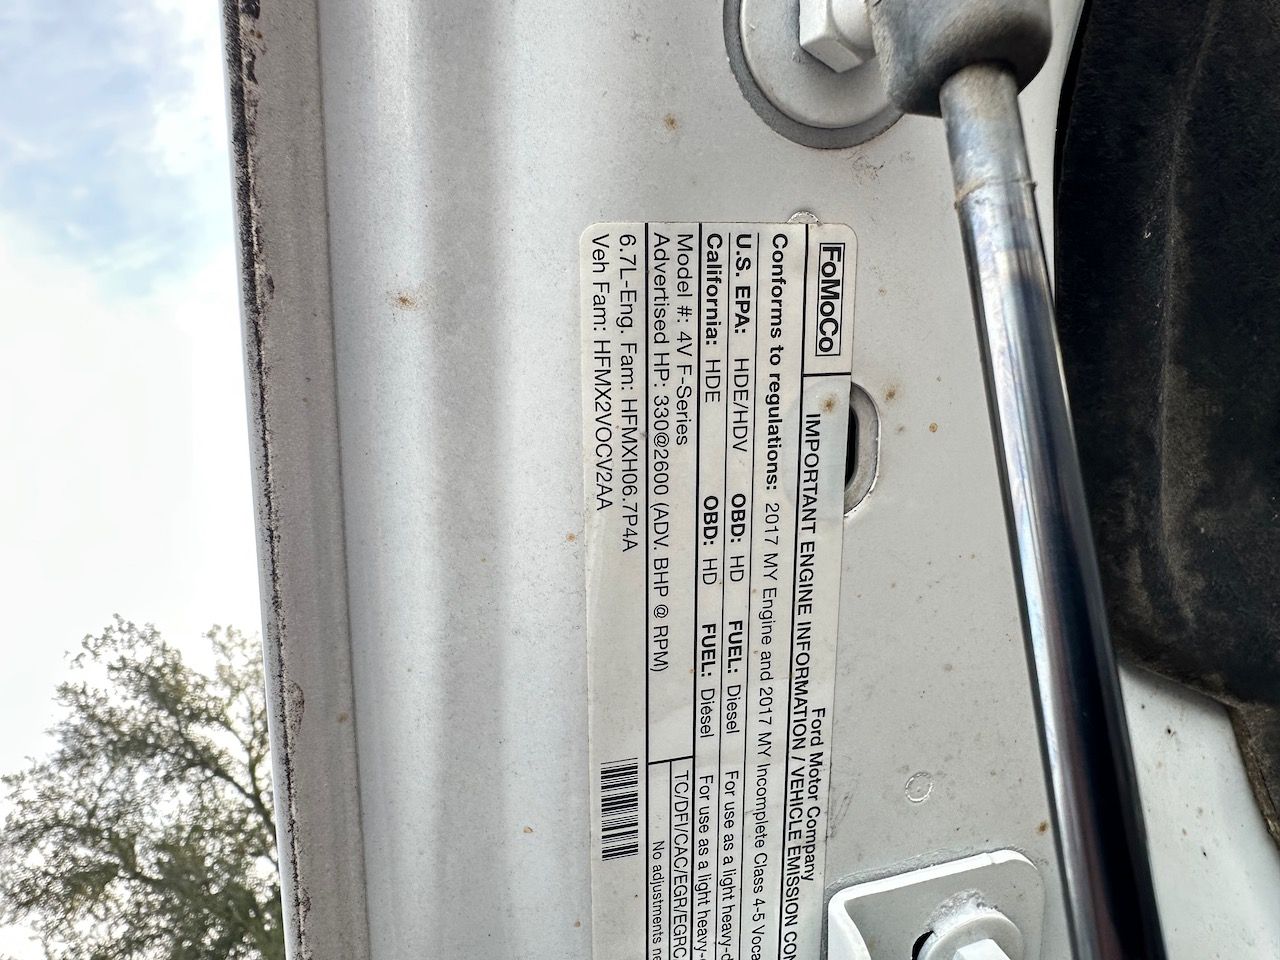 FoMoCo
Ford Motor Company
IMPORTANT ENGINE INFORMATION / VEHICLE EMISSION
Conforms to regulations: 2017 MY Engine and 2017 MY Incomplete Class 4-5
U.S. EPA: HDE/HDV OBD: HD FUEL: Diesel For use as a light heavy-
California: HDE OBD: HD FUEL: Diesel For use as a light heavy-
Model #: 4V F-Series
Advertised HP: 330@2600 (ADV. BHP @ RPM)
TC/DFI/CAC/EGR/EGRC,
No adjustments
6.7L-Eng. Fam: HFMXH06.7P4A
Veh Fam: HFMX2VOCV2AA